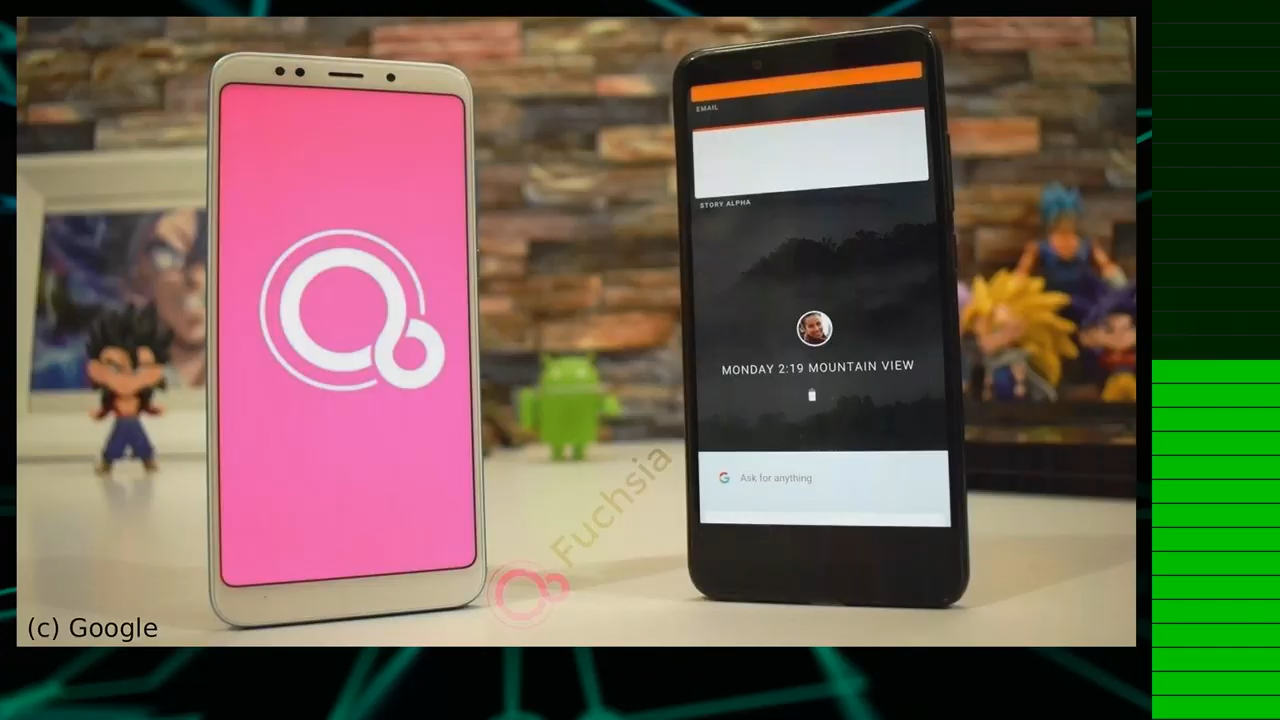 EMAIL
STORY ALPHA
MONDAY 2:19 MOUNTAIN VIEW
G Ask for anything
Fuchsia
(c) Google